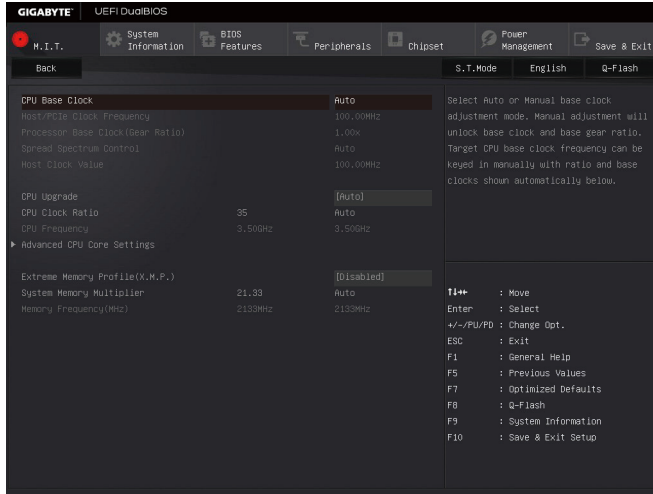 GIGABYTE™ UEFI DualBIOS
M.I.T.
System Information
BIOS Features
Peripherals
Chipset
Power Management
Save & Exit
Back
S.T.Mode English Q-Flash
CPU Base Clock Auto
Host/PCIe Clock Frequency 100.00MHz
Processor Base Clock(Gear Ratio) 1.00x
Spread Spectrum Control Auto
Host Clock Value 100.00MHz
CPU Upgrade [Auto]
CPU Clock Ratio 35 Auto
CPU Frequency 3.50GHz 3.50GHz
Advanced CPU Core Settings
Extreme Memory Profile(X.M.P.) [Disabled]
System Memory Multiplier 21.33 Auto
Memory Frequency(MHz) 2133MHz 2133MHz
Select Auto or Manual base clock
adjustment mode. Manual adjustment will
unlock base clock and base gear ratio.
Target CPU base clock frequency can be
keyed in manually with ratio and base
clocks shown automatically below.
↑↓→← : Move
Enter : Select
+/-/PU/PD : Change Opt.
ESC : Exit
F1 : General Help
F5 : Previous Values
F7 : Optimized Defaults
F8 : Q-Flash
F9 : System Information
F10 : Save & Exit Setup